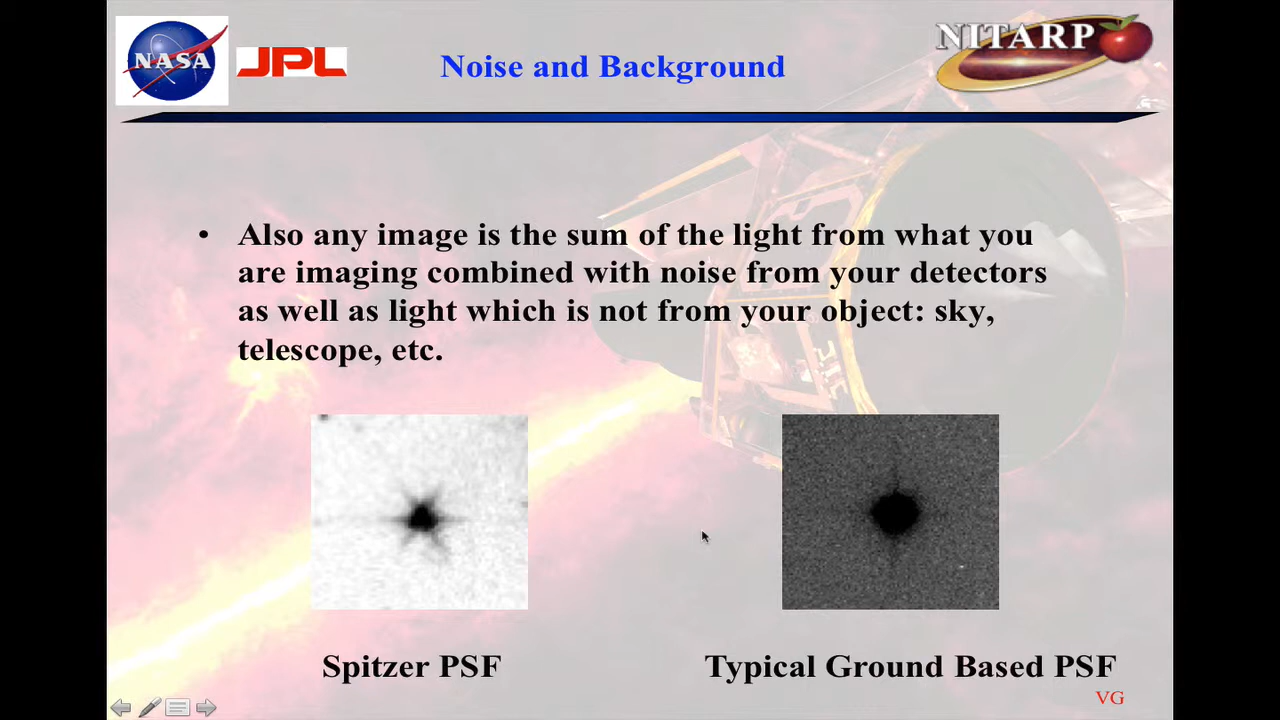 NASA
JPL
Noise and Background
NITARP
• Also any image is the sum of the light from what you
are imaging combined with noise from your detectors
as well as light which is not from your object: sky,
telescope, etc.
Spitzer PSF
Typical Ground Based PSF
VG